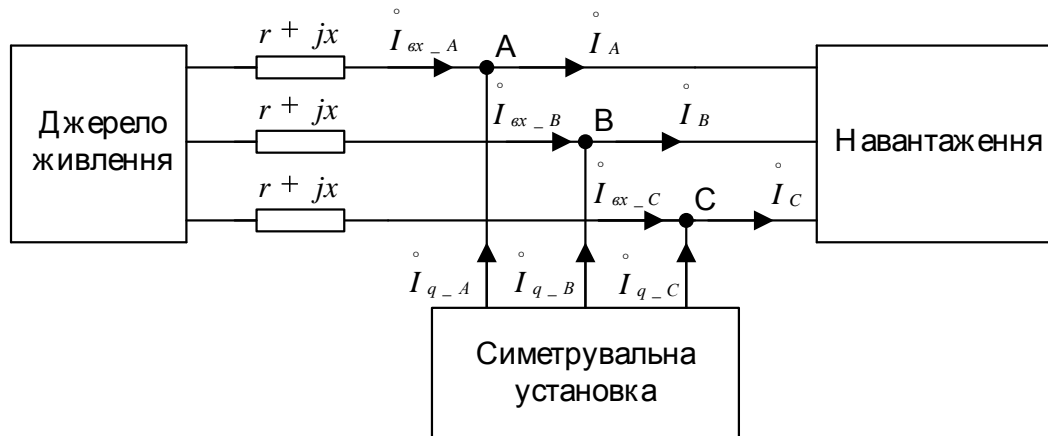 r + jx
İ вх_A
A
İ A
Джерело
живлення
r + jx
İ вх_B
B
İ B
Навантаження
r + jx
İ вх_C
C
İ C
İ q_A
İ q_B
İ q_C
Симетрувальна
установка